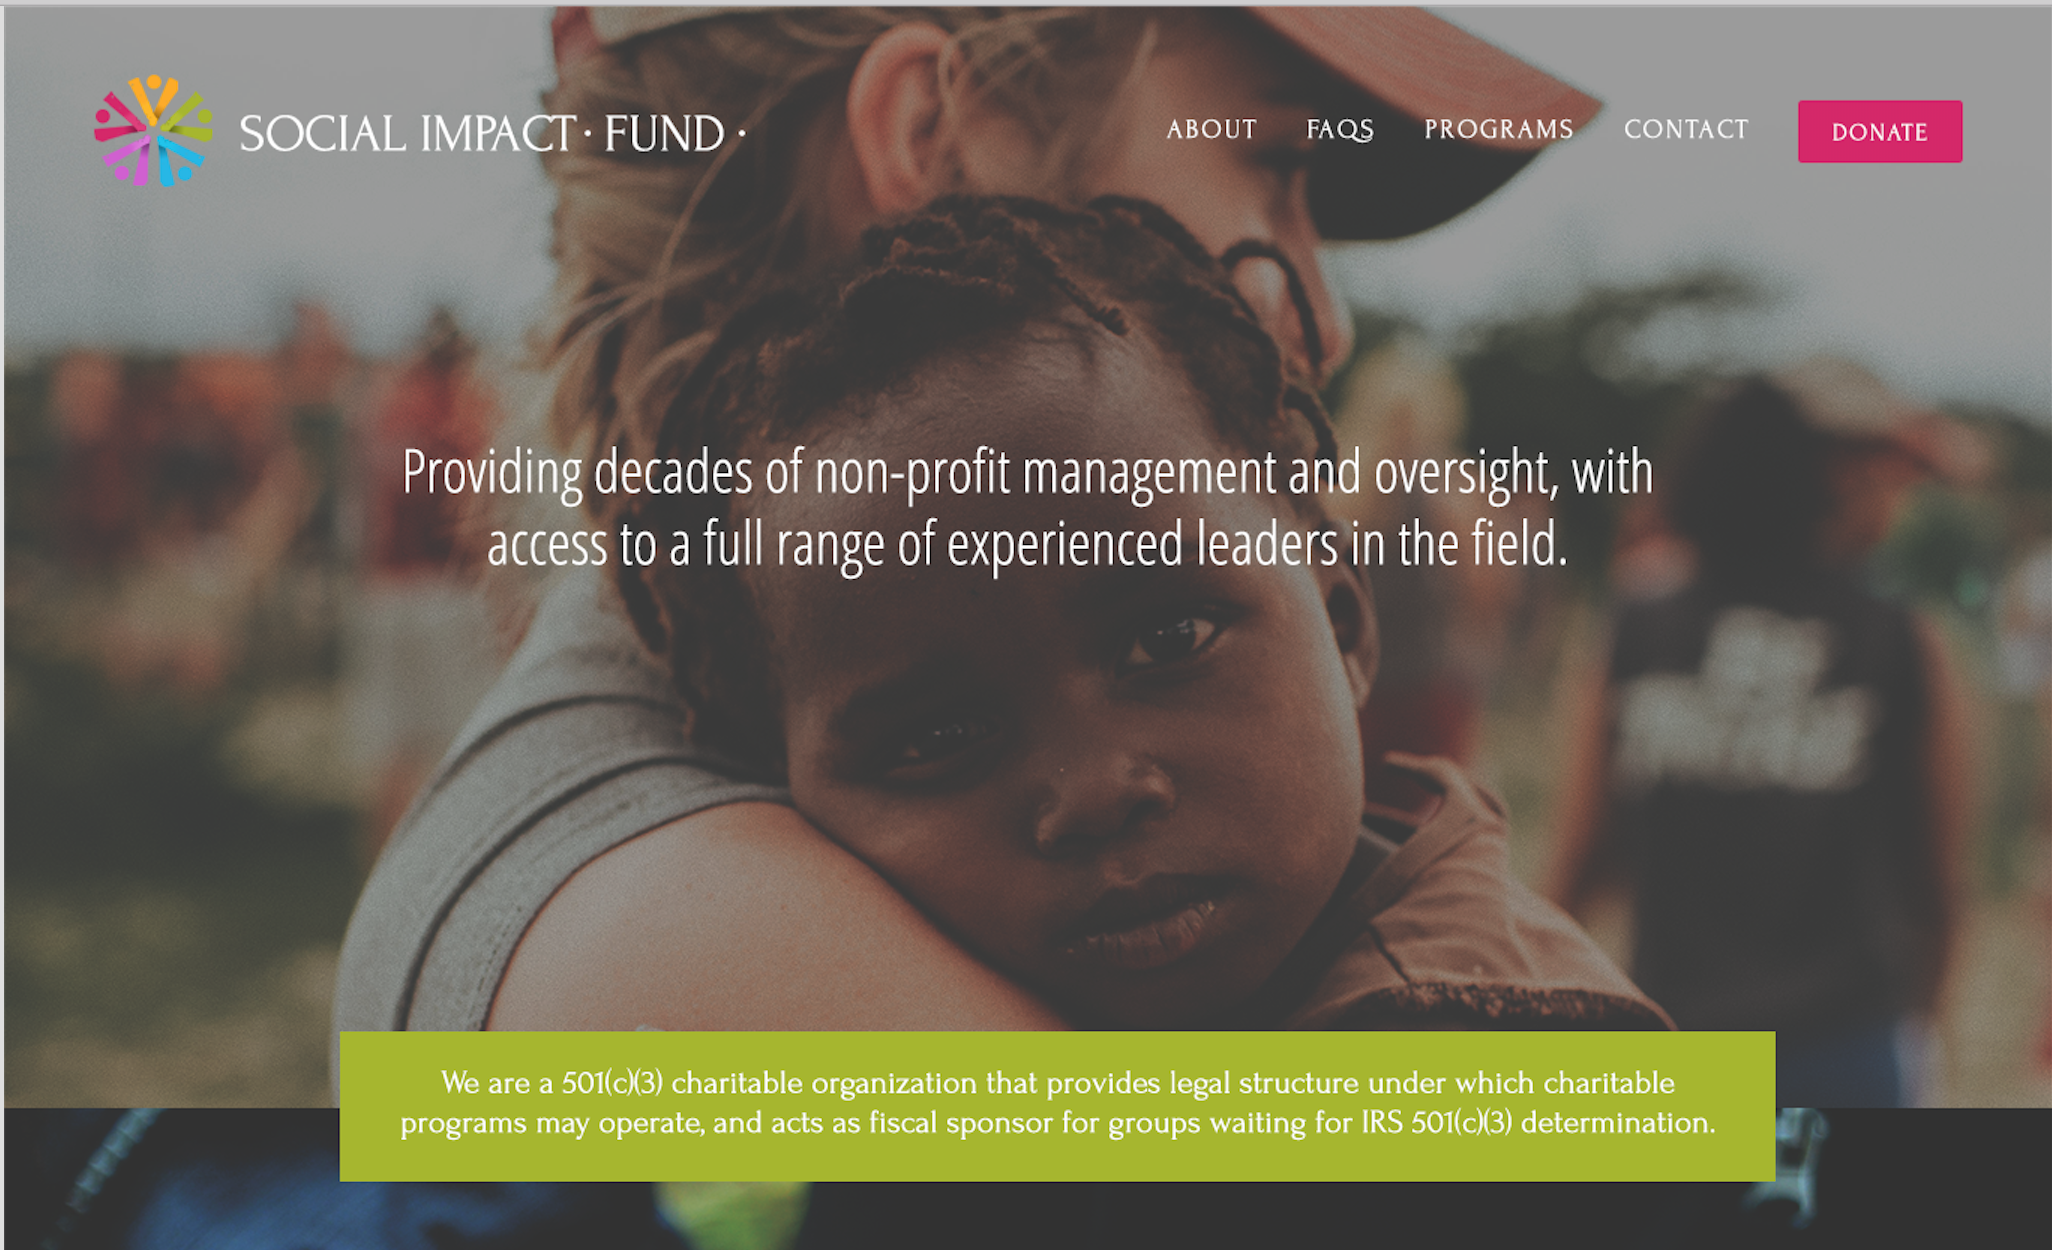 SOCIAL IMPACT · FUND ·
ABOUT
FAQS
PROGRAMS
CONTACT
DONATE
Providing decades of non-profit management and oversight, with
access to a full range of experienced leaders in the field.
We are a 501(c)(3) charitable organization that provides legal structure under which charitable
programs may operate, and acts as fiscal sponsor for groups waiting for IRS 501(c)(3) determination.